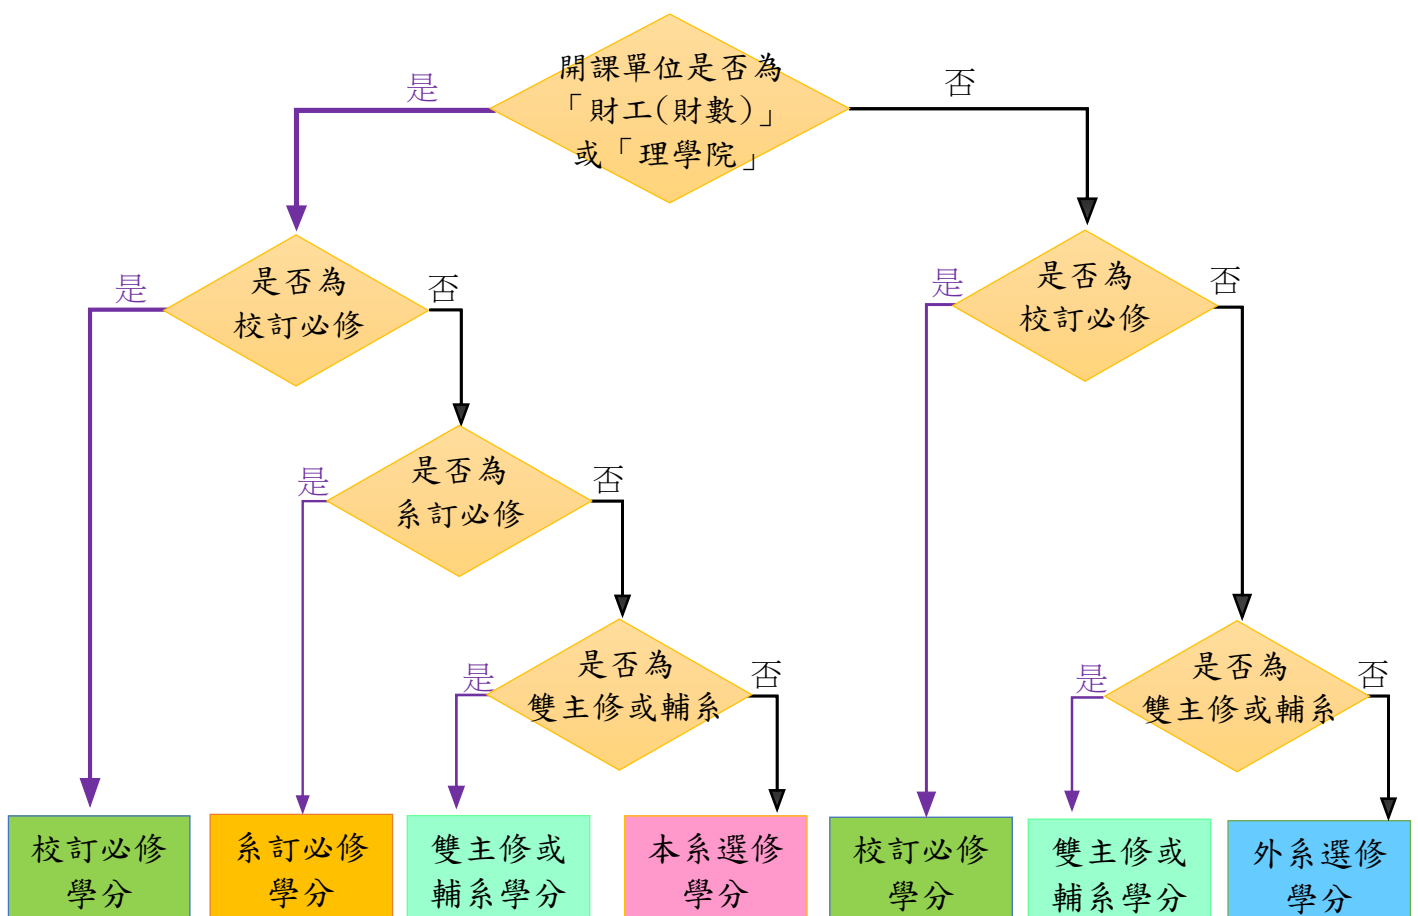 開課單位是否為
「財工(財數)」
或「理學院」
是
否
是否為
校訂必修
是
否
是否為
校訂必修
是
否
是否為
系訂必修
是
否
是否為
雙主修或輔系
是
否
是否為
雙主修或輔系
是
否
校訂必修
學分
系訂必修
學分
雙主修或
輔系學分
本系選修
學分
校訂必修
學分
雙主修或
輔系學分
外系選修
學分